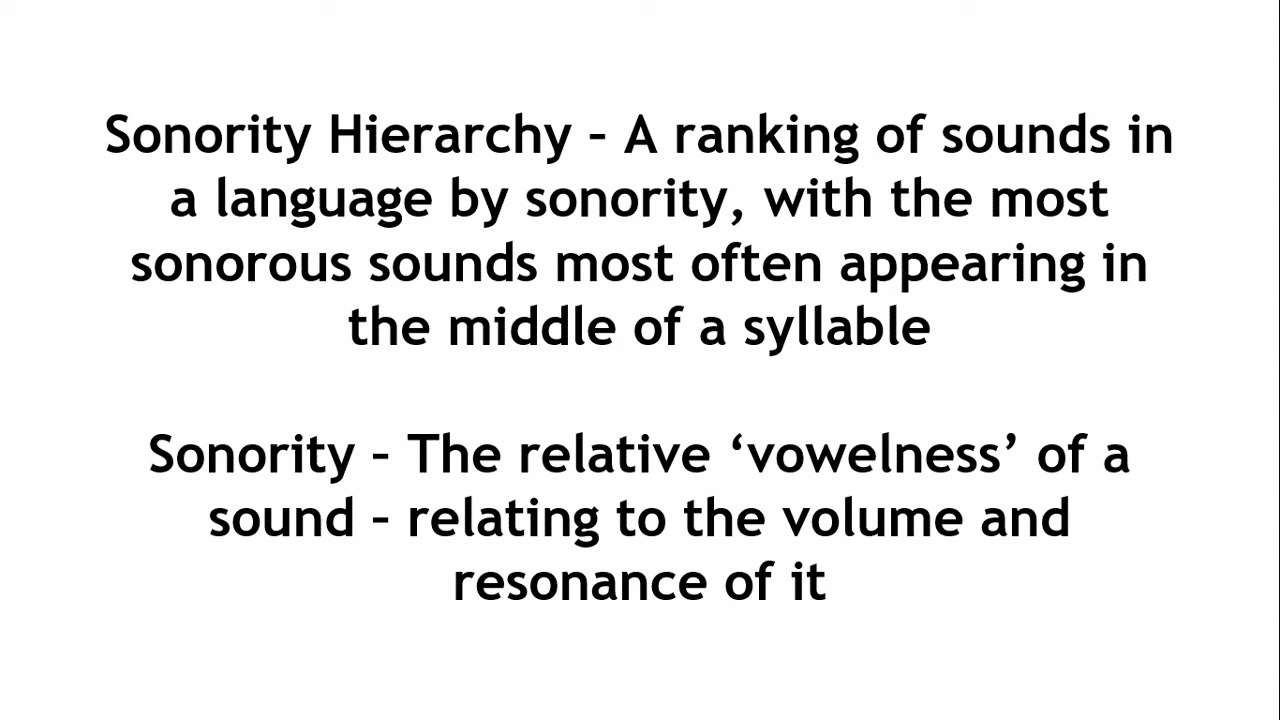 Sonority Hierarchy – A ranking of sounds in
a language by sonority, with the most
sonorous sounds most often appearing in
the middle of a syllable
Sonority – The relative ‘vowelness’ of a
sound – relating to the volume and
resonance of it